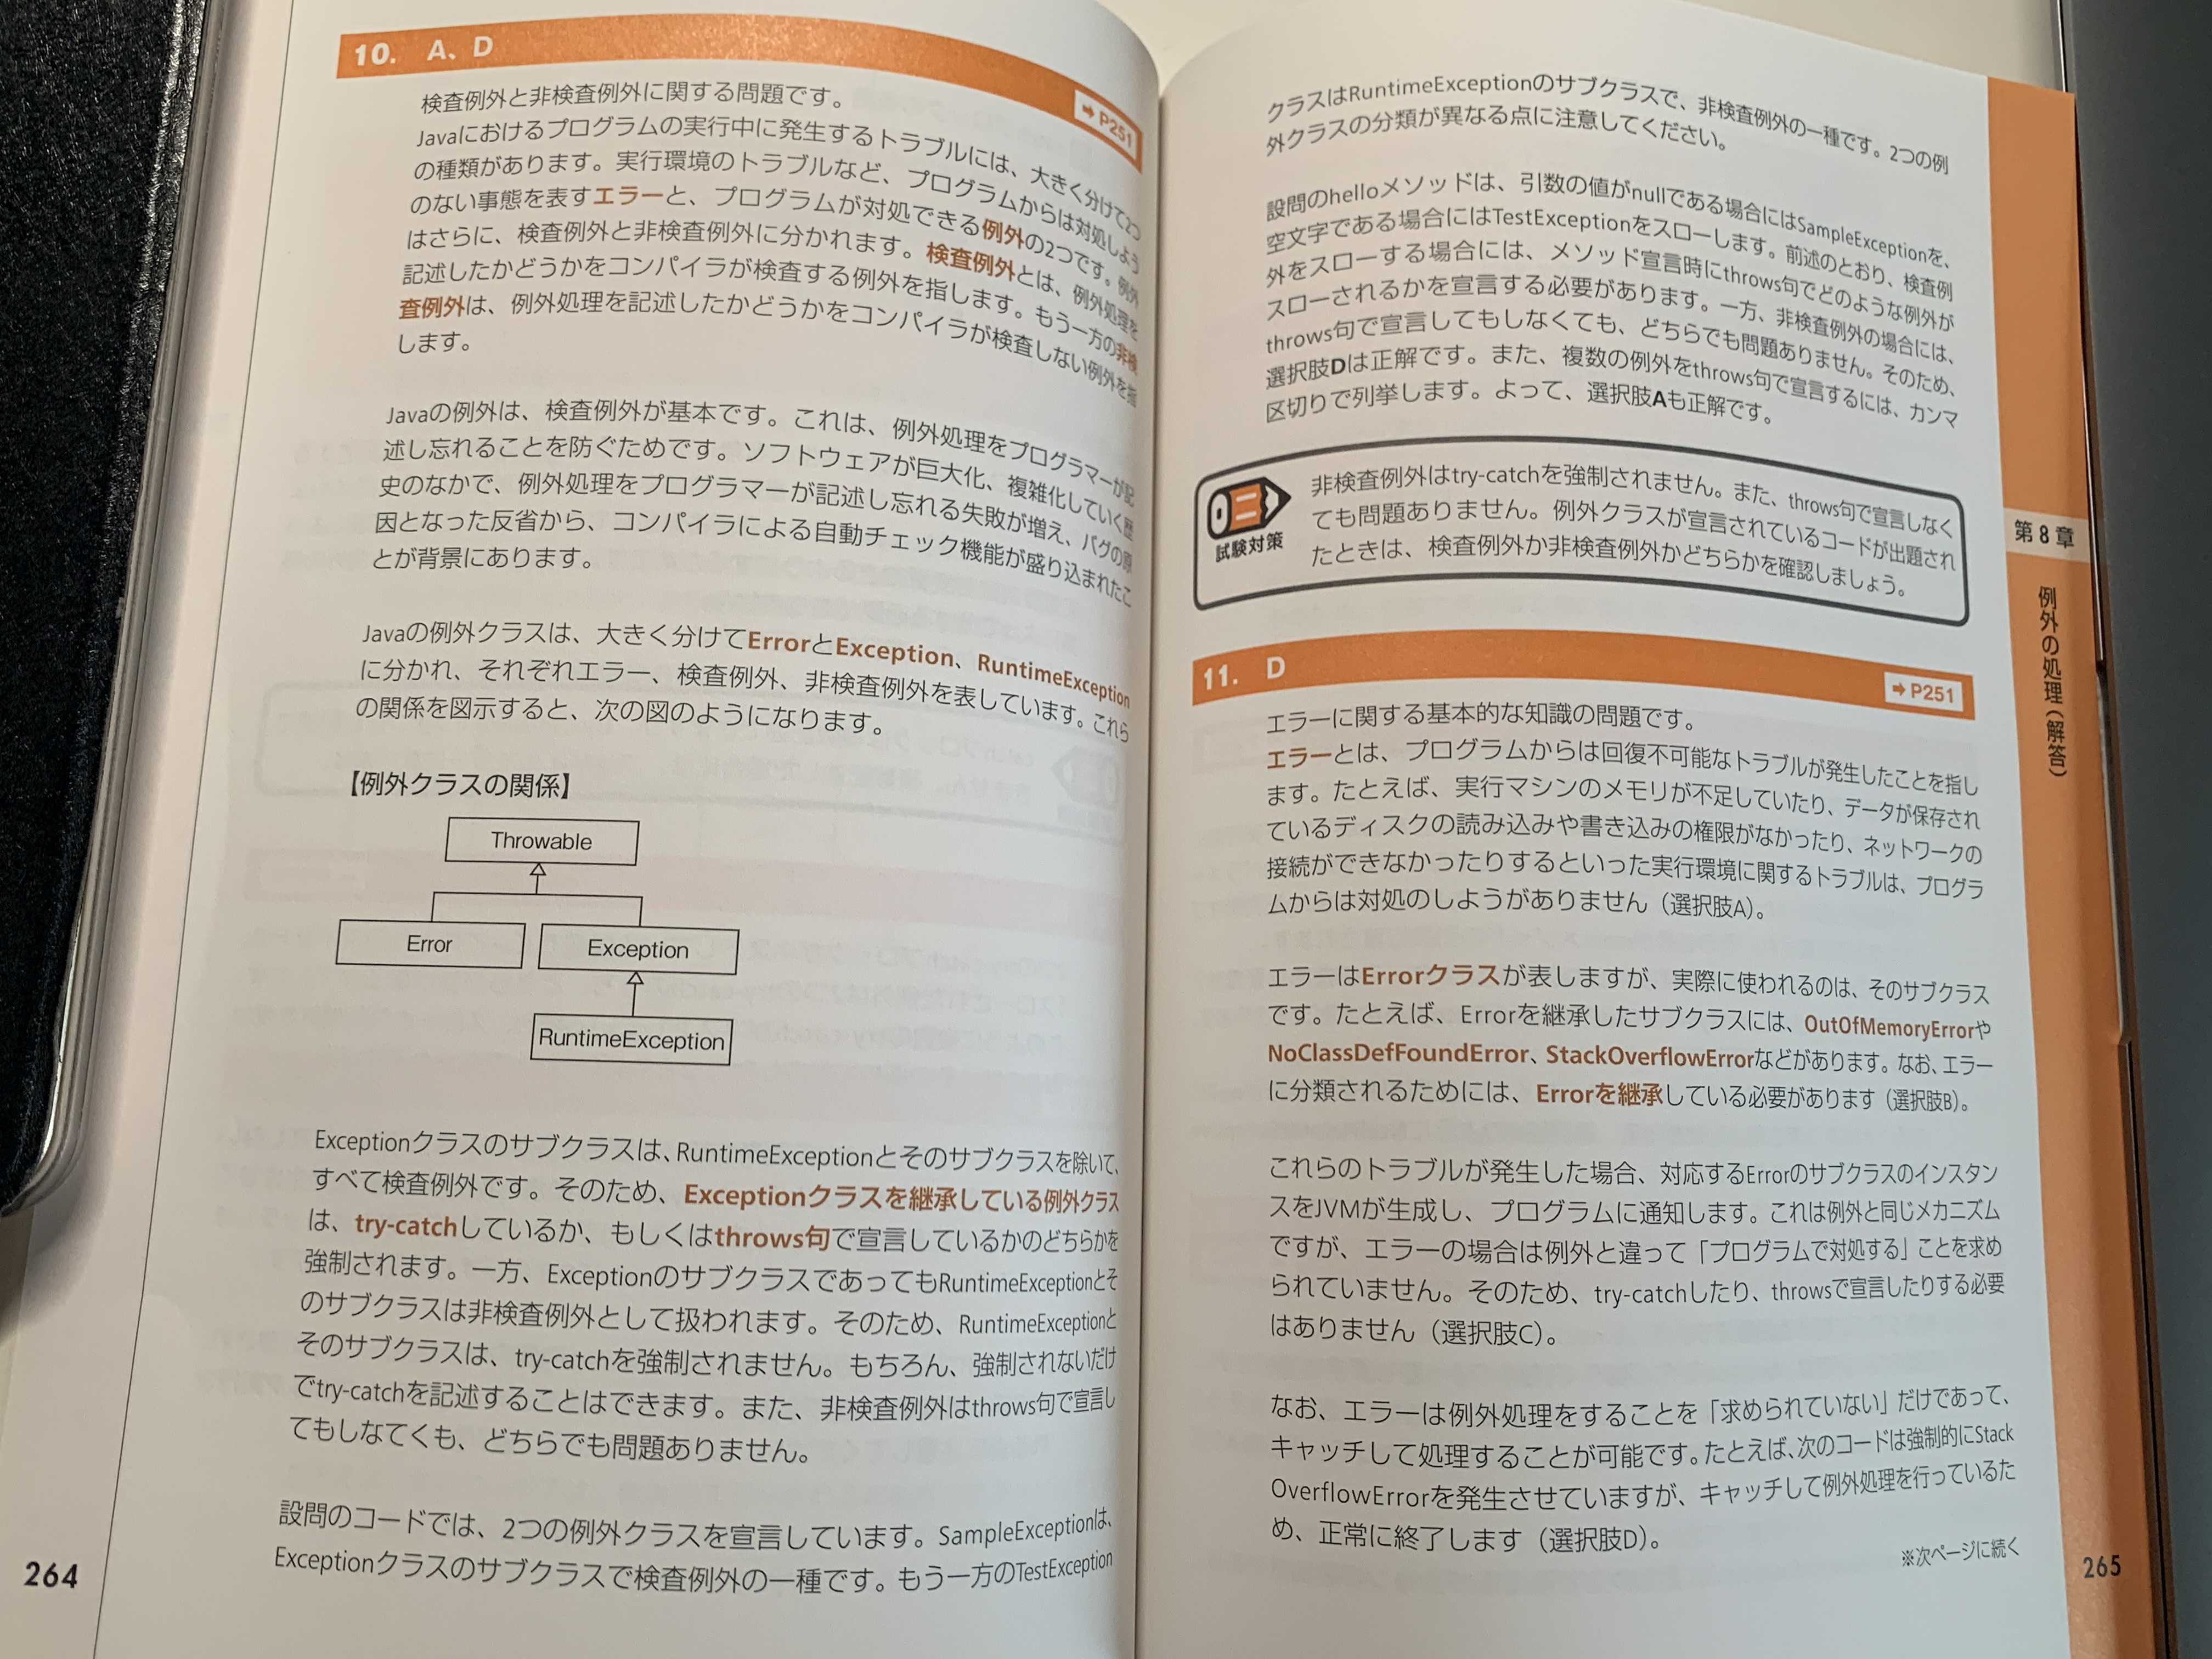 10. A、D
➡P251
検査例外と非検査例外に関する問題です。
Javaにおけるプログラムの実行中に発生するトラブルには、大きく分けて2つ
の種類があります。実行環境のトラブルなど、プログラムからは対処しよう
のない事態を表すエラーと、プログラムが対処できる例外の2つです。例外
はさらに、検査例外と非検査例外に分かれます。検査例外とは、例外処理を
記述したかどうかをコンパイラが検査する例外を指します。もう一方の非検
査例外は、例外処理を記述したかどうかをコンパイラが検査しない例外を指
します。
Javaの例外は、検査例外が基本です。これは、例外処理をプログラマーが記
述し忘れることを防ぐためです。ソフトウェアが巨大化、複雑化していく歴
史のなかで、例外処理をプログラマーが記述し忘れる失敗が増え、バグの原
因となった反省から、コンパイラによる自動チェック機能が盛り込まれたこ
とが背景にあります。
Javaの例外クラスは、大きく分けてErrorとException、RuntimeException
に分かれ、それぞれエラー、検査例外、非検査例外を表しています。これら
の関係を図示すると、次の図のようになります。
【例外クラスの関係】
Throwable
Error
Exception
RuntimeException
Exceptionクラスのサブクラスは、RuntimeExceptionとそのサブクラスを除いて、
すべて検査例外です。そのため、Exceptionクラスを継承している例外クラス
は、try-catchしているか、もしくはthrows句で宣言しているかのどちらかを
強制されます。一方、ExceptionのサブクラスであってもRuntimeExceptionとそ
のサブクラスは非検査例外として扱われます。そのため、RuntimeExceptionと
そのサブクラスは、try-catchを強制されません。もちろん、強制されないだけ
でtry-catchを記述することはできます。また、非検査例外はthrows句で宣言し
てもしなてくも、どちらでも問題ありません。
設問のコードでは、2つの例外クラスを宣言しています。SampleExceptionは、
Exceptionクラスのサブクラスで検査例外の一種です。もう一方のTestException
264
クラスはRuntimeExceptionのサブクラスで、非検査例外の一種です。2つの例
外クラスの分類が異なる点に注意してください。
設問のhelloメソッドは、引数の値がnullである場合にはSampleExceptionを、
空文字である場合にはTestExceptionをスローします。前述のとおり、検査例
外をスローする場合には、メソッド宣言時にthrows句でどのような例外が
スローされるかを宣言する必要があります。一方、非検査例外の場合には、
throws句で宣言してもしなくても、どちらでも問題ありません。そのため、
選択肢Dは正解です。また、複数の例外をthrows句で宣言するには、カンマ
区切りで列挙します。よって、選択肢Aも正解です。
試験対策
非検査例外はtry-catchを強制されません。また、throws句で宣言しなく
ても問題ありません。例外クラスが宣言されているコードが出題され
たときは、検査例外か非検査例外かどちらかを確認しましょう。
11. D
➡P251
エラーに関する基本的な知識の問題です。
エラーとは、プログラムからは回復不可能なトラブルが発生したことを指し
ます。たとえば、実行マシンのメモリが不足していたり、データが保存され
ているディスクの読み込みや書き込みの権限がなかったり、ネットワークの
接続ができなかったりするといった実行環境に関するトラブルは、プログラ
ムからは対処のしようがありません（選択肢A）。
エラーはErrorクラスが表しますが、実際に使われるのは、そのサブクラス
です。たとえば、Errorを継承したサブクラスには、OutOfMemoryErrorや
NoClassDefFoundError、StackOverflowErrorなどがあります。なお、エラー
に分類されるためには、Errorを継承している必要があります（選択肢B）。
これらのトラブルが発生した場合、対応するErrorのサブクラスのインスタン
スをJVMが生成し、プログラムに通知します。これは例外と同じメカニズム
ですが、エラーの場合は例外と違って「プログラムで対処する」ことを求め
られていません。そのため、try-catchしたり、throwsで宣言したりする必要
はありません（選択肢C）。
なお、エラーは例外処理をすることを「求められていない」だけであって、
キャッチして処理することが可能です。たとえば、次のコードは強制的にStack
OverflowErrorを発生させていますが、キャッチして例外処理を行っているた
め、正常に終了します（選択肢D）。
※次ページに続く
第8章
例外の処理（解答）
265